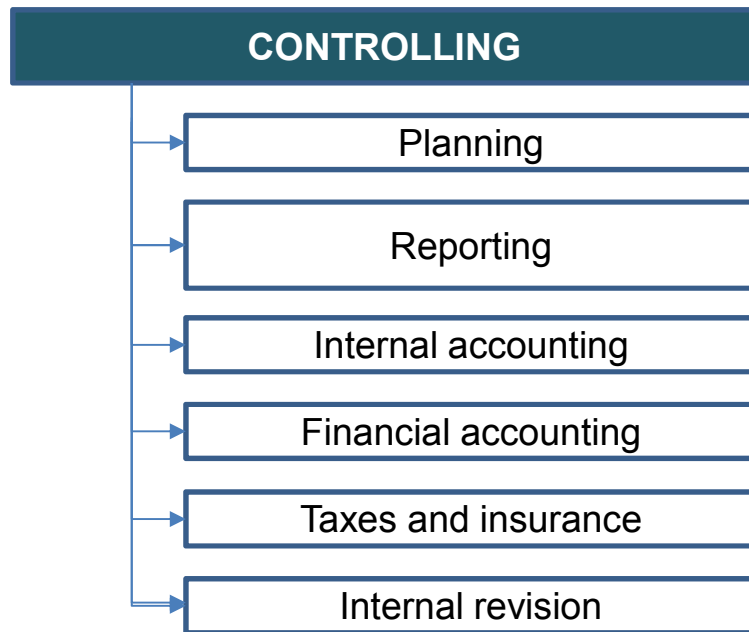 CONTROLLING
Planning
Reporting
Internal accounting
Financial accounting
Taxes and insurance
Internal revision